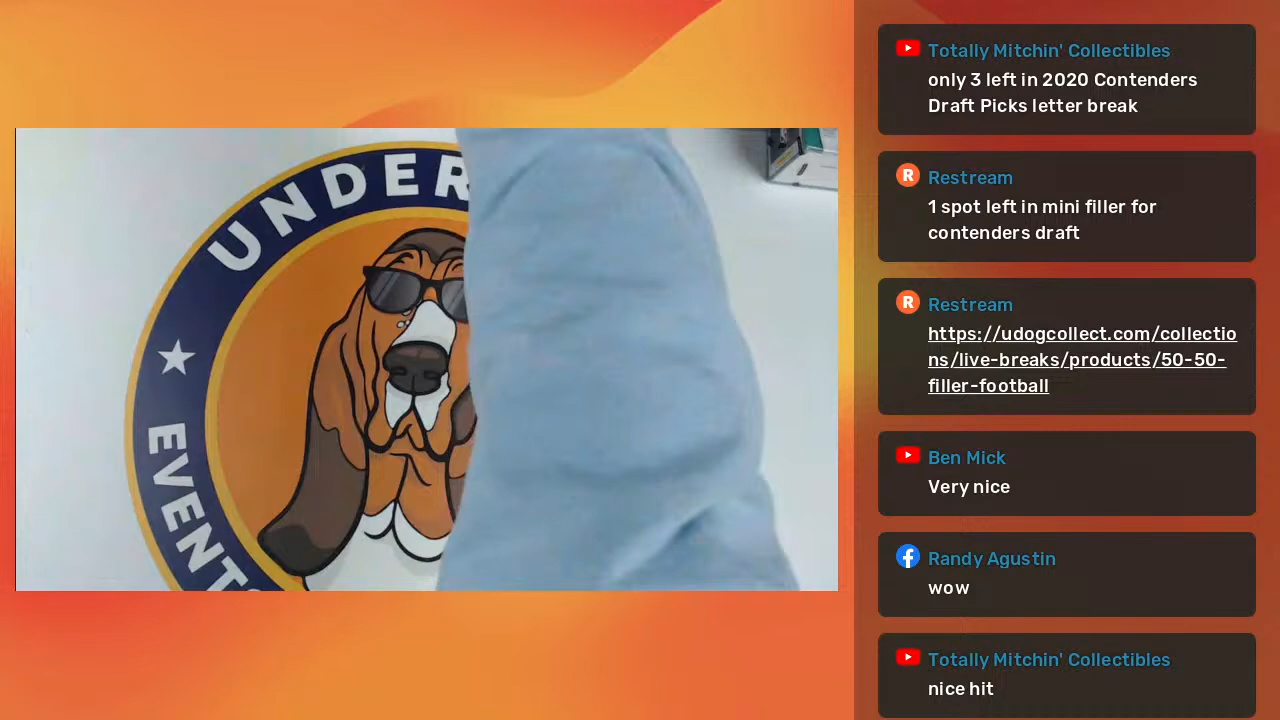 UNDER
EVENT
Totally Mitchin' Collectibles
only 3 left in 2020 Contenders
Draft Picks letter break
Restream
1 spot left in mini filler for
contenders draft
Restream
https://udogcollect.com/collectio
ns/live-breaks/products/50-50-
filler-football
Ben Mick
Very nice
Randy Agustin
wow
Totally Mitchin' Collectibles
nice hit